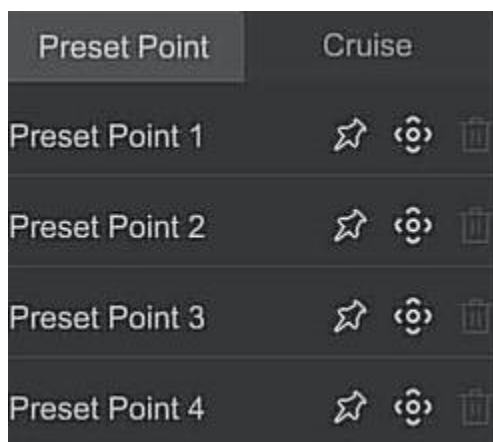 Preset Point Cruise
Preset Point 1
Preset Point 2
Preset Point 3
Preset Point 4